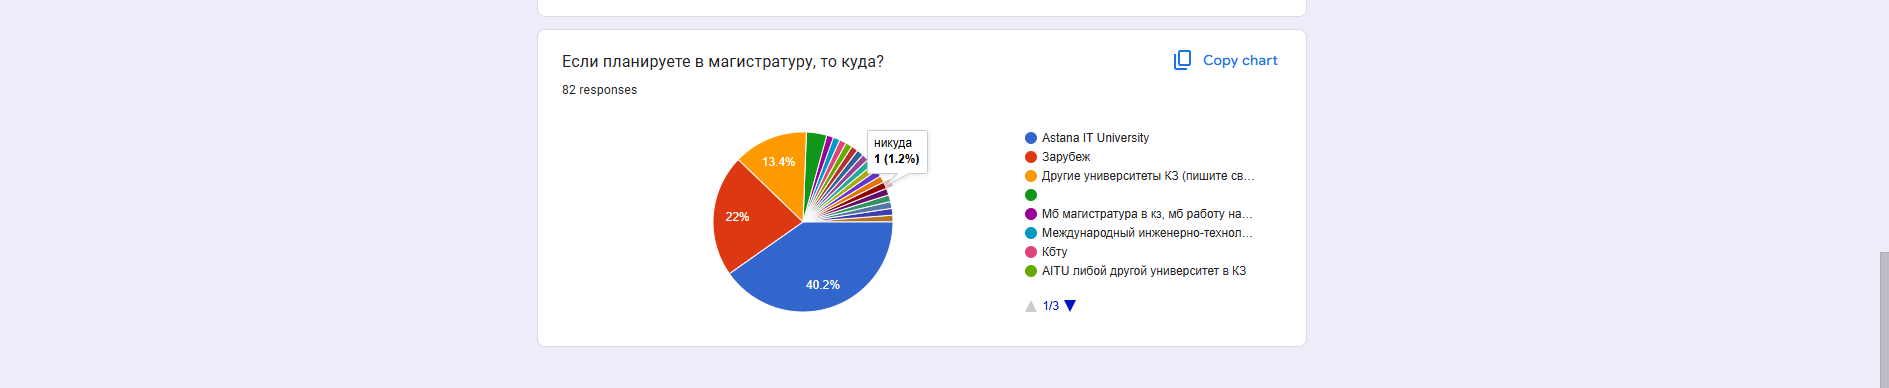 Если планируете в магистратуру, то куда?
Copy chart
82 responses
никуда
1 (1.2%)
13.4%
22%
40.2%
Astana IT University
Зарубеж
Другие университеты КЗ (пишите св...
Мб магистратура в кз, мб работу на...
Международный инженерно-технол...
Кбту
AITU либой другой университет в КЗ
1/3